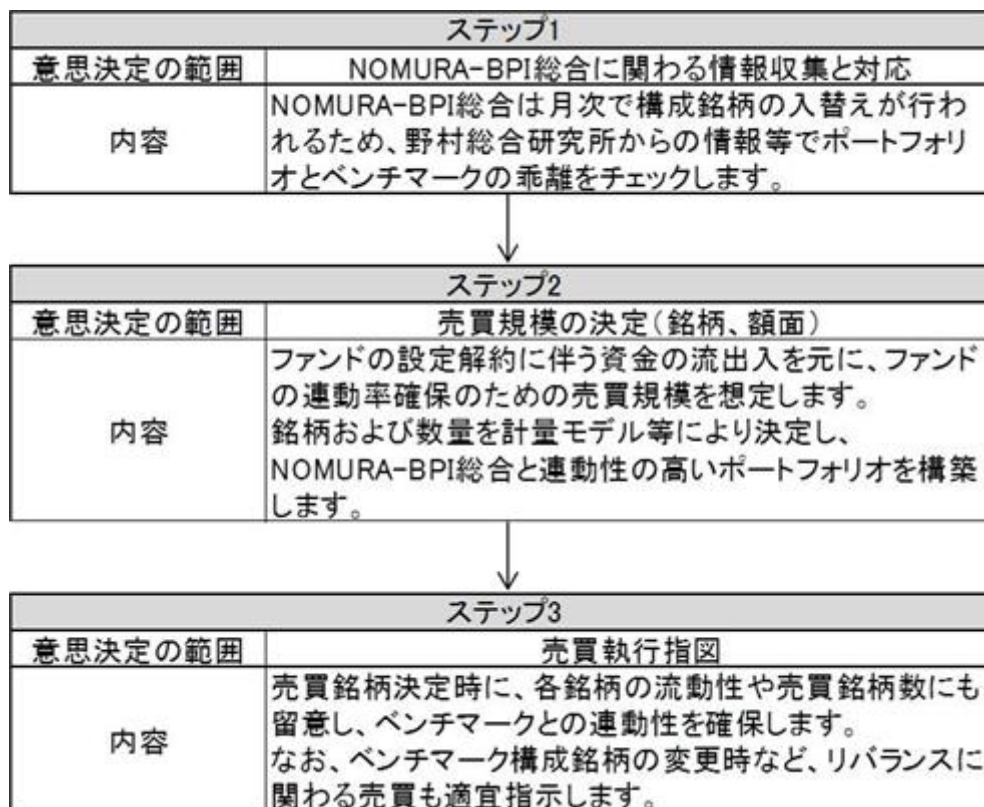 ステップ1
意思決定の範囲 NOMURA-BPI総合に関わる情報収集と対応
内容
NOMURA-BPI総合は月次で構成銘柄の入替えが行わ
れるため、野村総合研究所からの情報等でポートフォリ
オとベンチマークの乖離をチェックします。
ステップ2
意思決定の範囲 売買規模の決定(銘柄、額面)
内容
ファンドの設定解約に伴う資金の流出入を元に、ファンド
の連動率確保のための売買規模を想定します。
銘柄および数量を計量モデル等により決定し、
NOMURA-BPI総合と連動性の高いポートフォリオを構築
します。
ステップ3
意思決定の範囲 売買執行指図
内容
売買銘柄決定時に、各銘柄の流動性や売買銘柄数にも
留意し、ベンチマークとの連動性を確保します。
なお、ベンチマーク構成銘柄の変更時など、リバランスに
関わる売買も適宜指示します。